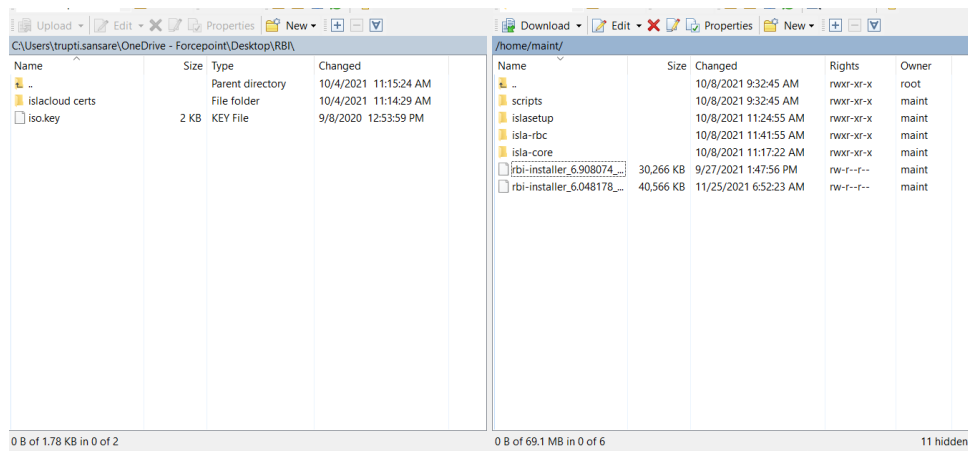 Upload Edit Properties New
C:\Users\trupti.sansare\OneDrive - Forcepoint\Desktop\RBI\
Name Size Type Changed
.. Parent directory 10/4/2021 11:15:24 AM
islacloud certs File folder 10/4/2021 11:14:29 AM
iso.key 2 KB KEY File 9/8/2020 12:53:59 PM
0 B of 1.78 KB in 0 of 2
Download Edit Properties New
/home/maint/
Name Size Changed Rights Owner
.. 10/8/2021 9:32:45 AM rwxr-xr-x root
scripts 10/8/2021 9:32:45 AM rwxr-xr-x maint
islasetup 10/8/2021 11:24:55 AM rwxr-xr-x maint
isla-rbc 10/8/2021 11:41:55 AM rwxr-xr-x maint
isla-core 10/8/2021 11:17:22 AM rwxr-xr-x maint
rbi-installer_6.908074_... 30,266 KB 9/27/2021 1:47:56 PM rw-r--r-- maint
rbi-installer_6.048178_... 40,566 KB 11/25/2021 6:52:23 AM rw-r--r-- maint
0 B of 69.1 MB in 0 of 6 11 hidden